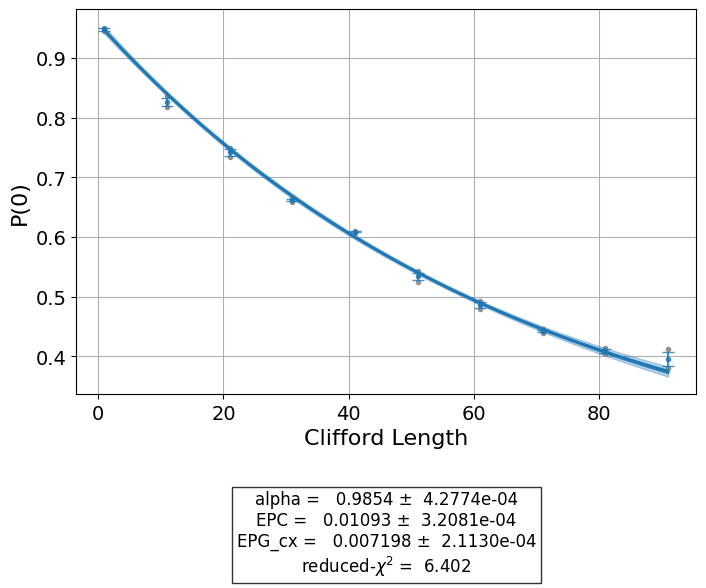 0.9
0.8
0.7
0.6
0.5
0.4
P(0)
0 20 40 60 80
Clifford Length
alpha = 0.9854 ± 4.2774e-04
EPC = 0.01093 ± 3.2081e-04
EPG_cx = 0.007198 ± 2.1130e-04
reduced-χ² = 6.402